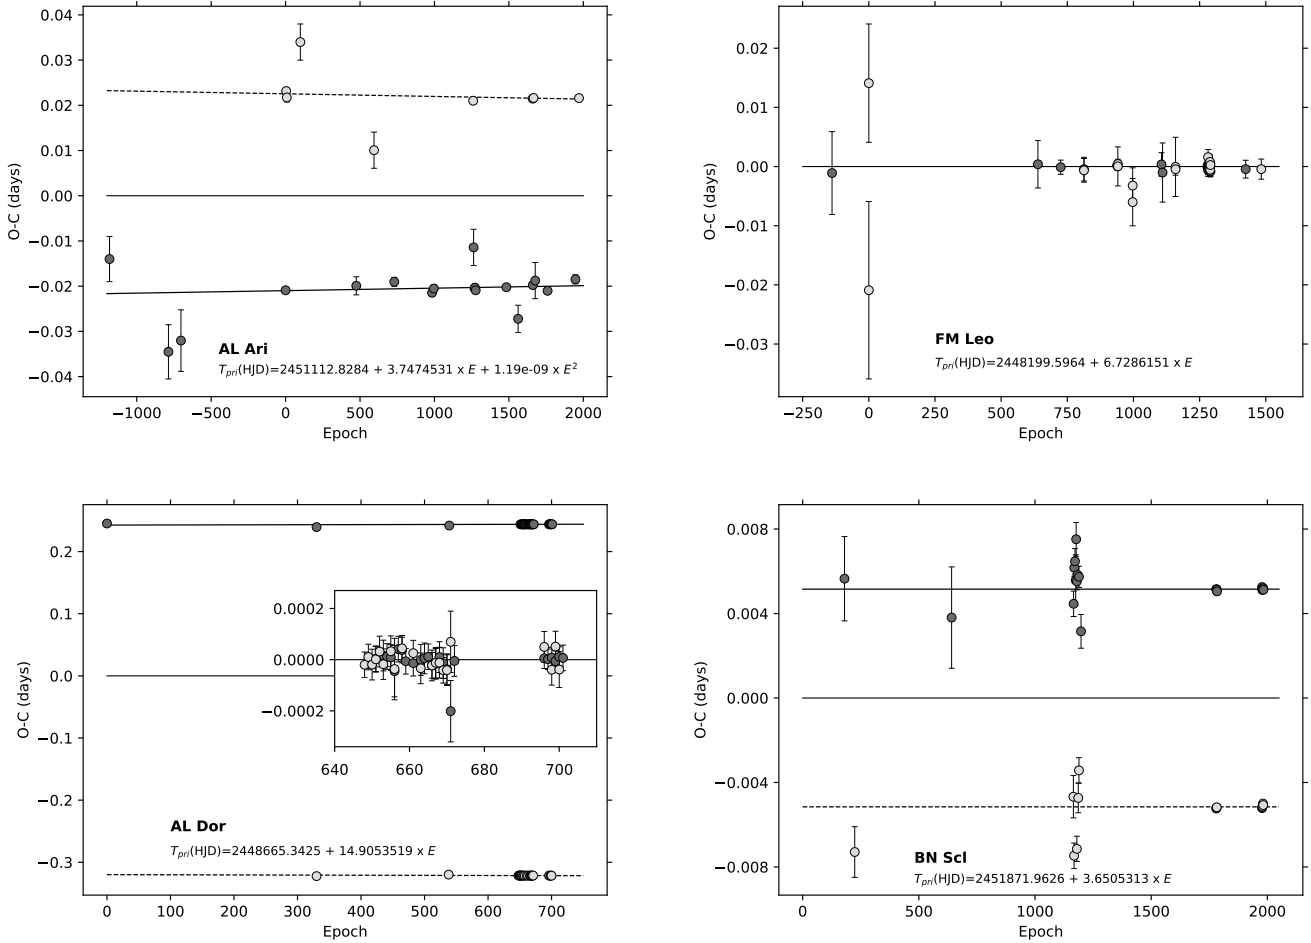 0.04
0.03
0.02
0.01
0.00
−0.01
−0.02
−0.03
−0.04
O-C (days)
AL Ari
T_pri(HJD)=2451112.8284 + 3.7474531 x E + 1.19e-09 x E²
−1000 −500 0 500 1000 1500 2000
Epoch
0.02
0.01
0.00
−0.01
−0.02
−0.03
O-C (days)
FM Leo
T_pri(HJD)=2448199.5964 + 6.7286151 x E
−250 0 250 500 750 1000 1250 1500
Epoch
0.2
0.1
0.0
−0.1
−0.2
−0.3
O-C (days)
0.0002
0.0000
−0.0002
640 660 680 700
AL Dor
T_pri(HJD)=2448665.3425 + 14.9053519 x E
0 100 200 300 400 500 600 700
Epoch
0.008
0.004
0.000
−0.004
−0.008
O-C (days)
BN Scl
T_pri(HJD)=2451871.9626 + 3.6505313 x E
0 500 1000 1500 2000
Epoch